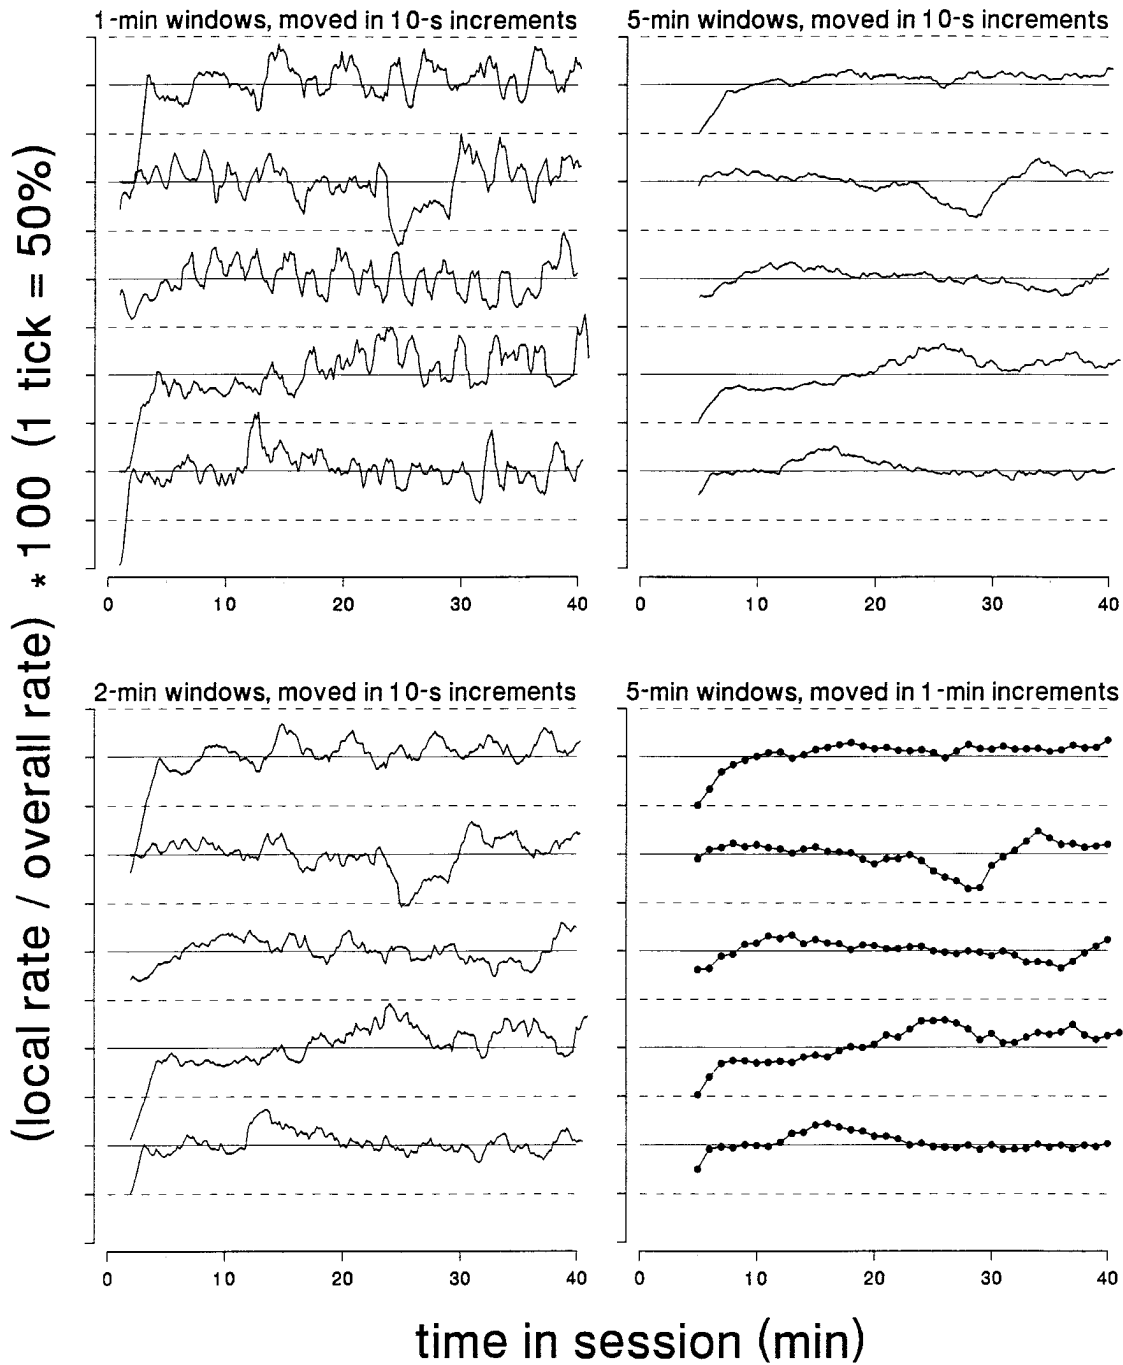 1-min windows, moved in 10-s increments
5-min windows, moved in 10-s increments
0 10 20 30 40
0 10 20 30 40
2-min windows, moved in 10-s increments
5-min windows, moved in 1-min increments
0 10 20 30 40
0 10 20 30 40
(local rate / overall rate) * 100 (1 tick = 50%)
time in session (min)